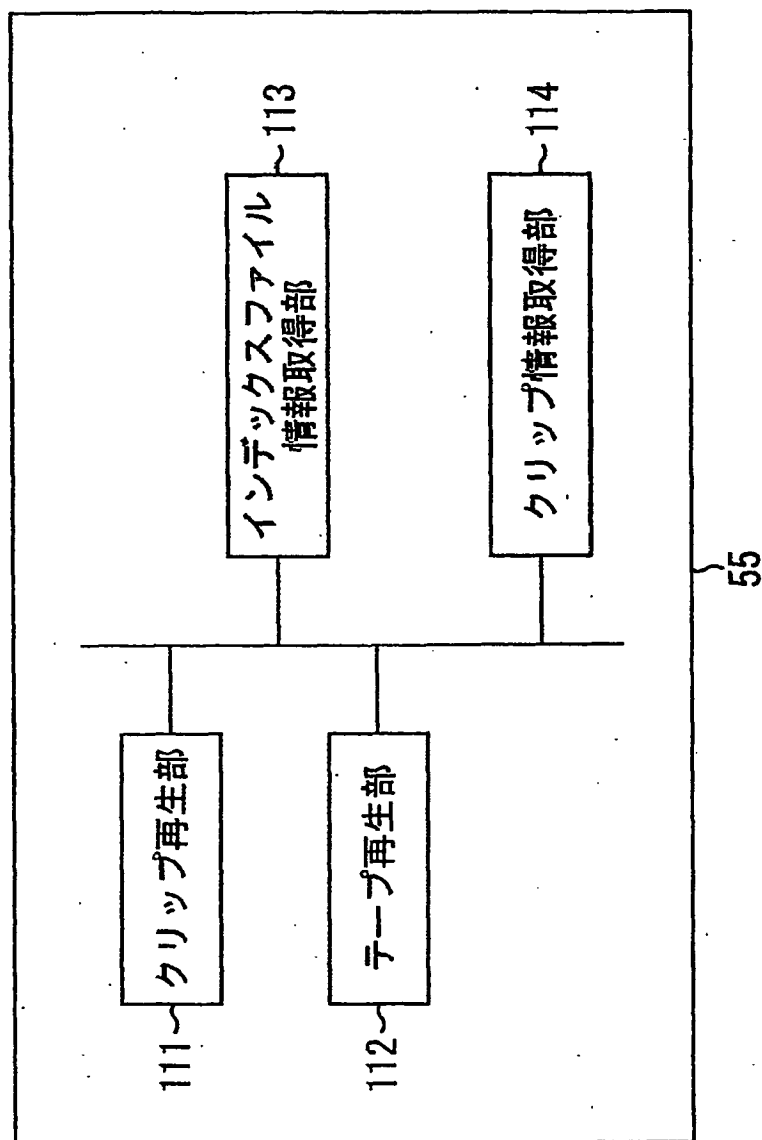 111
クリップ再生部
インデックスファイル
情報取得部
113
112
テープ再生部
クリップ情報取得部
114
55